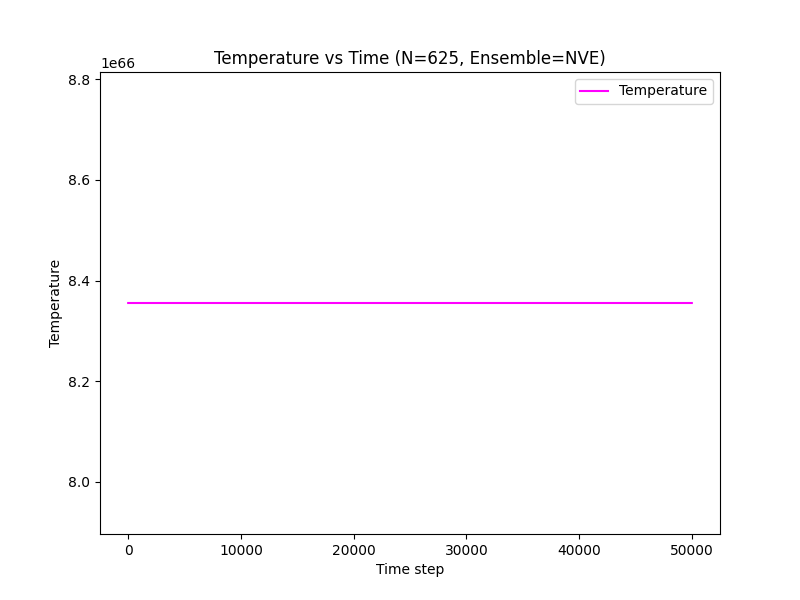 Temperature vs Time (N=625, Ensemble=NVE)
1e66
8.8
8.6
8.4
8.2
8.0
Temperature
Temperature
0 10000 20000 30000 40000 50000
Time step